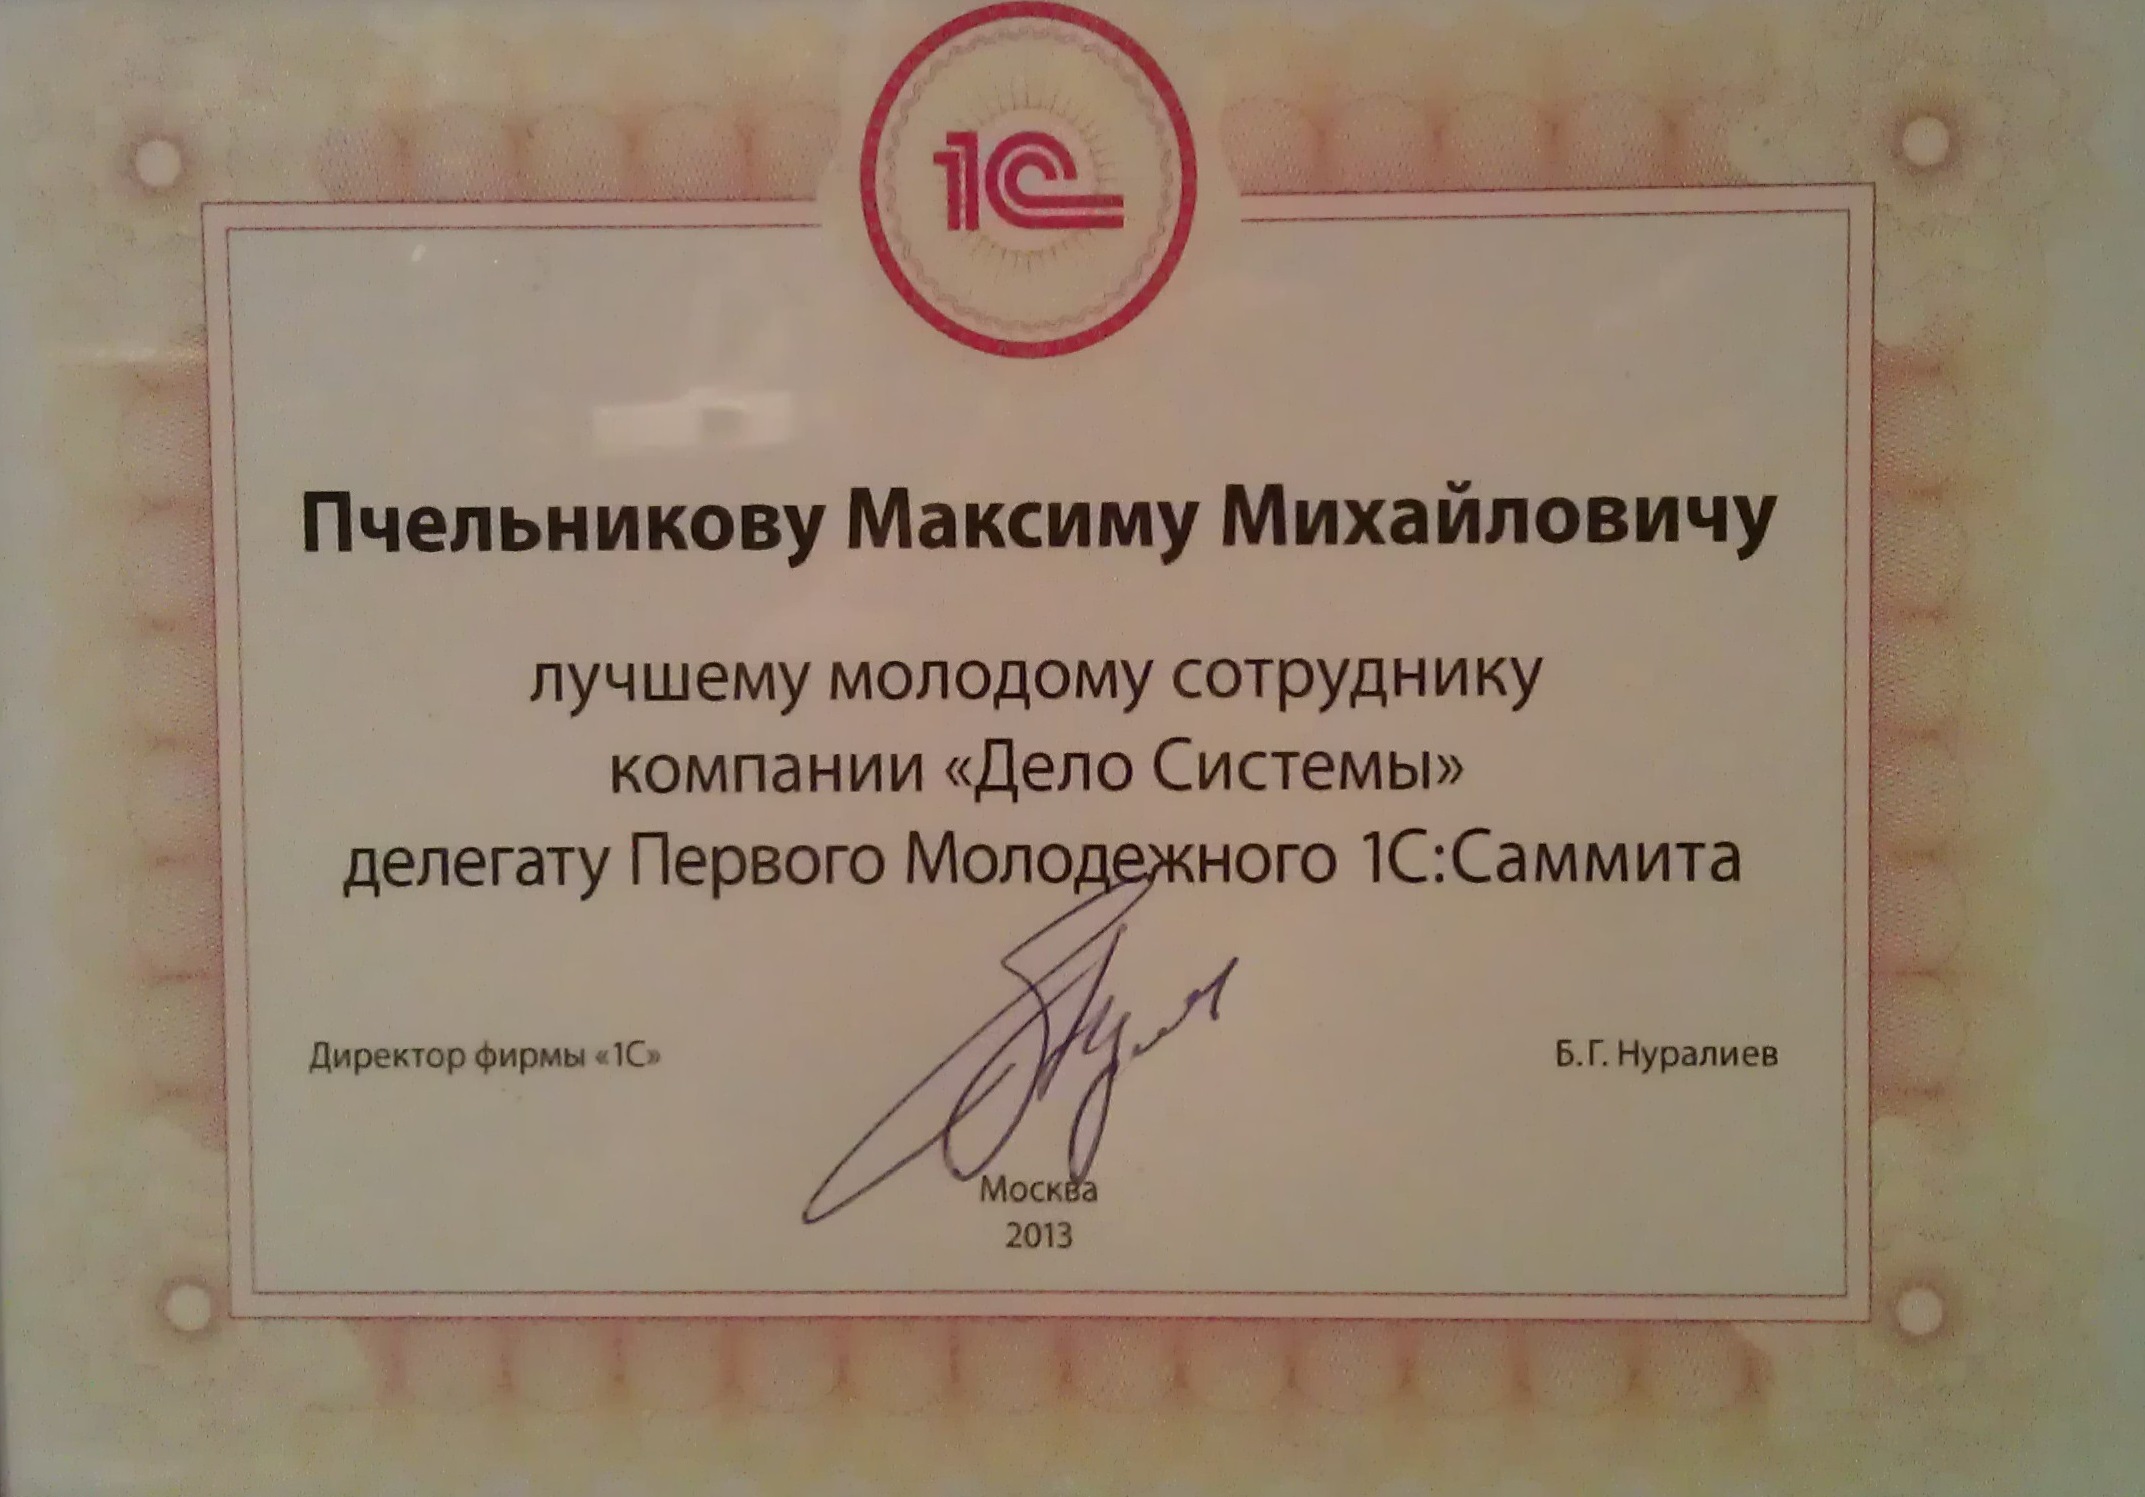 1С
Пчельникову Максиму Михайловичу
лучшему молодому сотруднику
компании «Дело Системы»
делегату Первого Молодежного 1С:Саммита
Директор фирмы «1С»
Б.Г. Нуралиев
Москва
2013